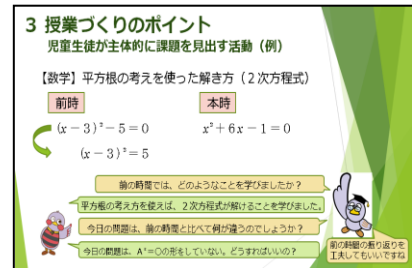 3 授業づくりのポイント
児童生徒が主体的に課題を見出す活動（例）
【数学】平方根の考えを使った解き方（２次方程式）
前時
本時
(x－3)²－5＝0
x²＋6x－1＝0
(x－3)²＝5
前の時間では、どのようなことを学びましたか？
平方根の考え方を使えば、２次方程式が解けることを学びました。
今日の問題は、前の時間と比べて何が違うのでしょうか？
今日の問題は、A²＝○の形をしていない。どうすればいいの？
前の時間の振り返りを
工夫してもいいですね